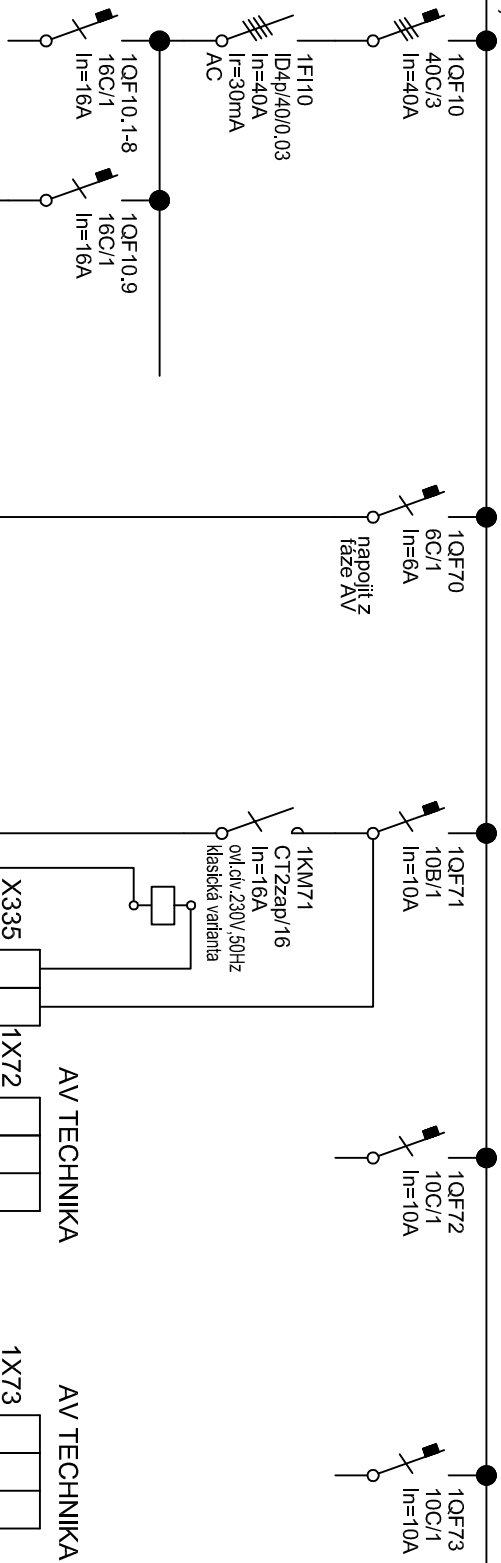 1QF10
40C/3
In=40A
1FI10
ID4p/40/0.03
In=40A
Ir=30mA
AC
1QF10.1-8
16C/1
In=16A
1QF10.9
16C/1
In=16A
1QF70
6C/1
In=6A
napojit z
fáze AV
1QF71
10B/1
In=10A
1KM71
CT2zap/16
In=16A
ovl.cív.230V,50Hz
klasická varianta
X335
1QF72
10C/1
In=10A
AV TECHNIKA
1X72
1QF73
10C/1
In=10A
AV TECHNIKA
1X73